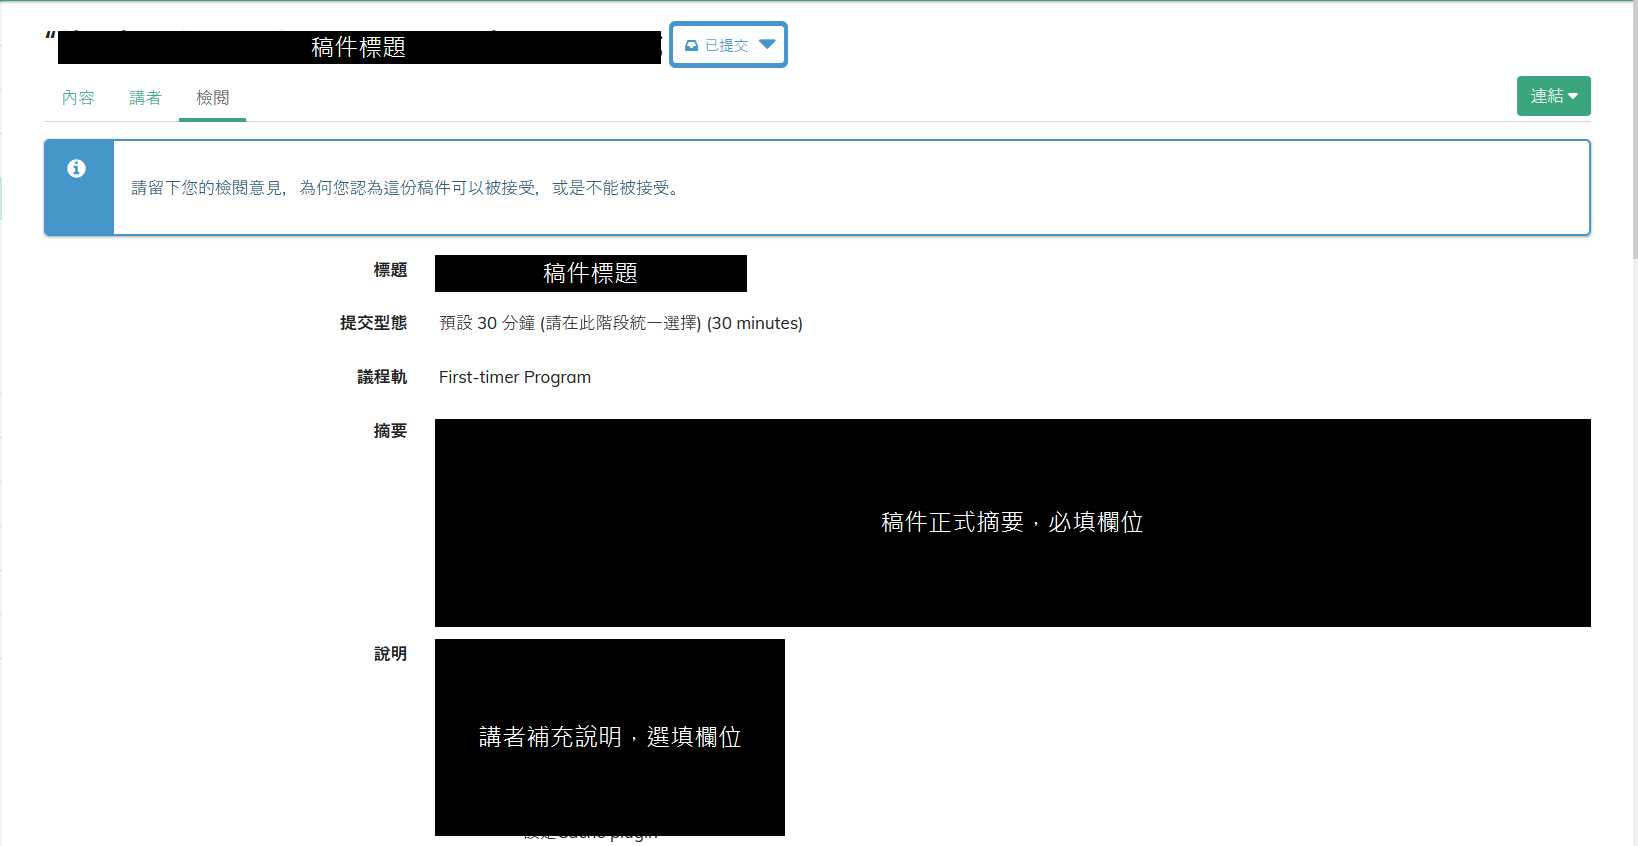 “
稿件標題
已提交
內容 講者 檢閱
連結
請留下您的檢閱意見，為何您認為這份稿件可以被接受，或是不能被接受。
標題 稿件標題
提交型態 預設 30 分鐘 (請在此階段統一選擇) (30 minutes)
議程軌 First-timer Program
摘要
稿件正式摘要，必填欄位
說明
講者補充說明，選填欄位